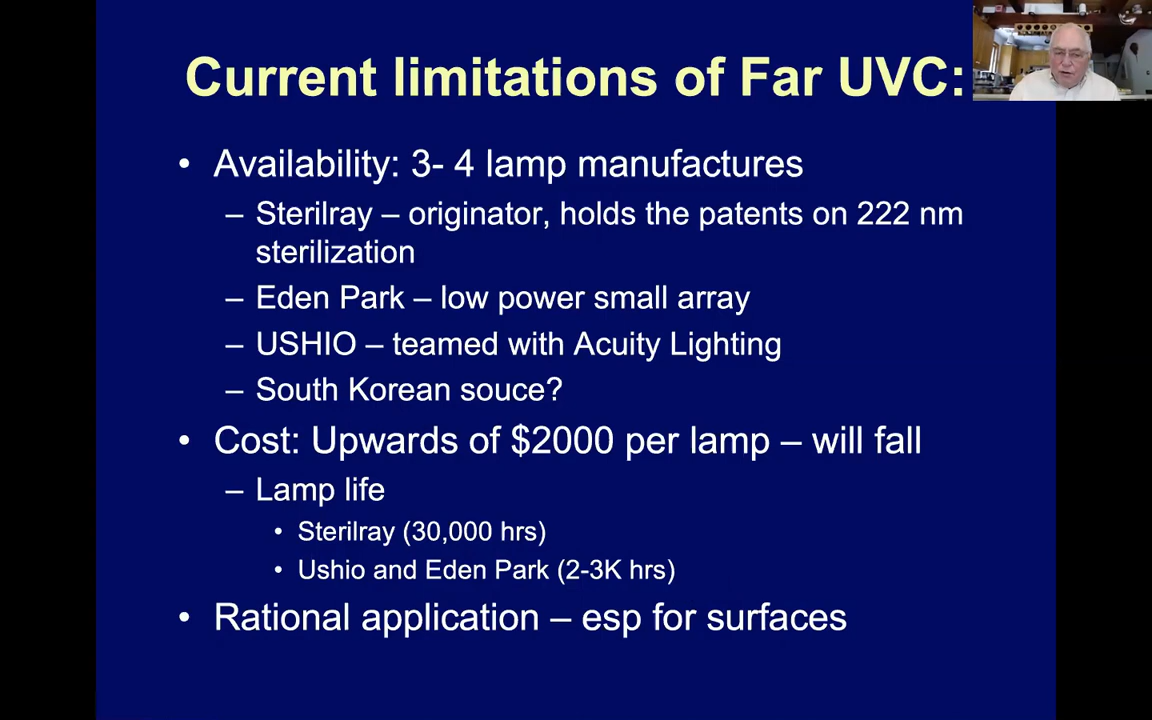 Current limitations of Far UVC:
• Availability: 3- 4 lamp manufactures
– Sterilray – originator, holds the patents on 222 nm
sterilization
– Eden Park – low power small array
– USHIO – teamed with Acuity Lighting
– South Korean souce?
• Cost: Upwards of $2000 per lamp – will fall
– Lamp life
• Sterilray (30,000 hrs)
• Ushio and Eden Park (2-3K hrs)
• Rational application – esp for surfaces